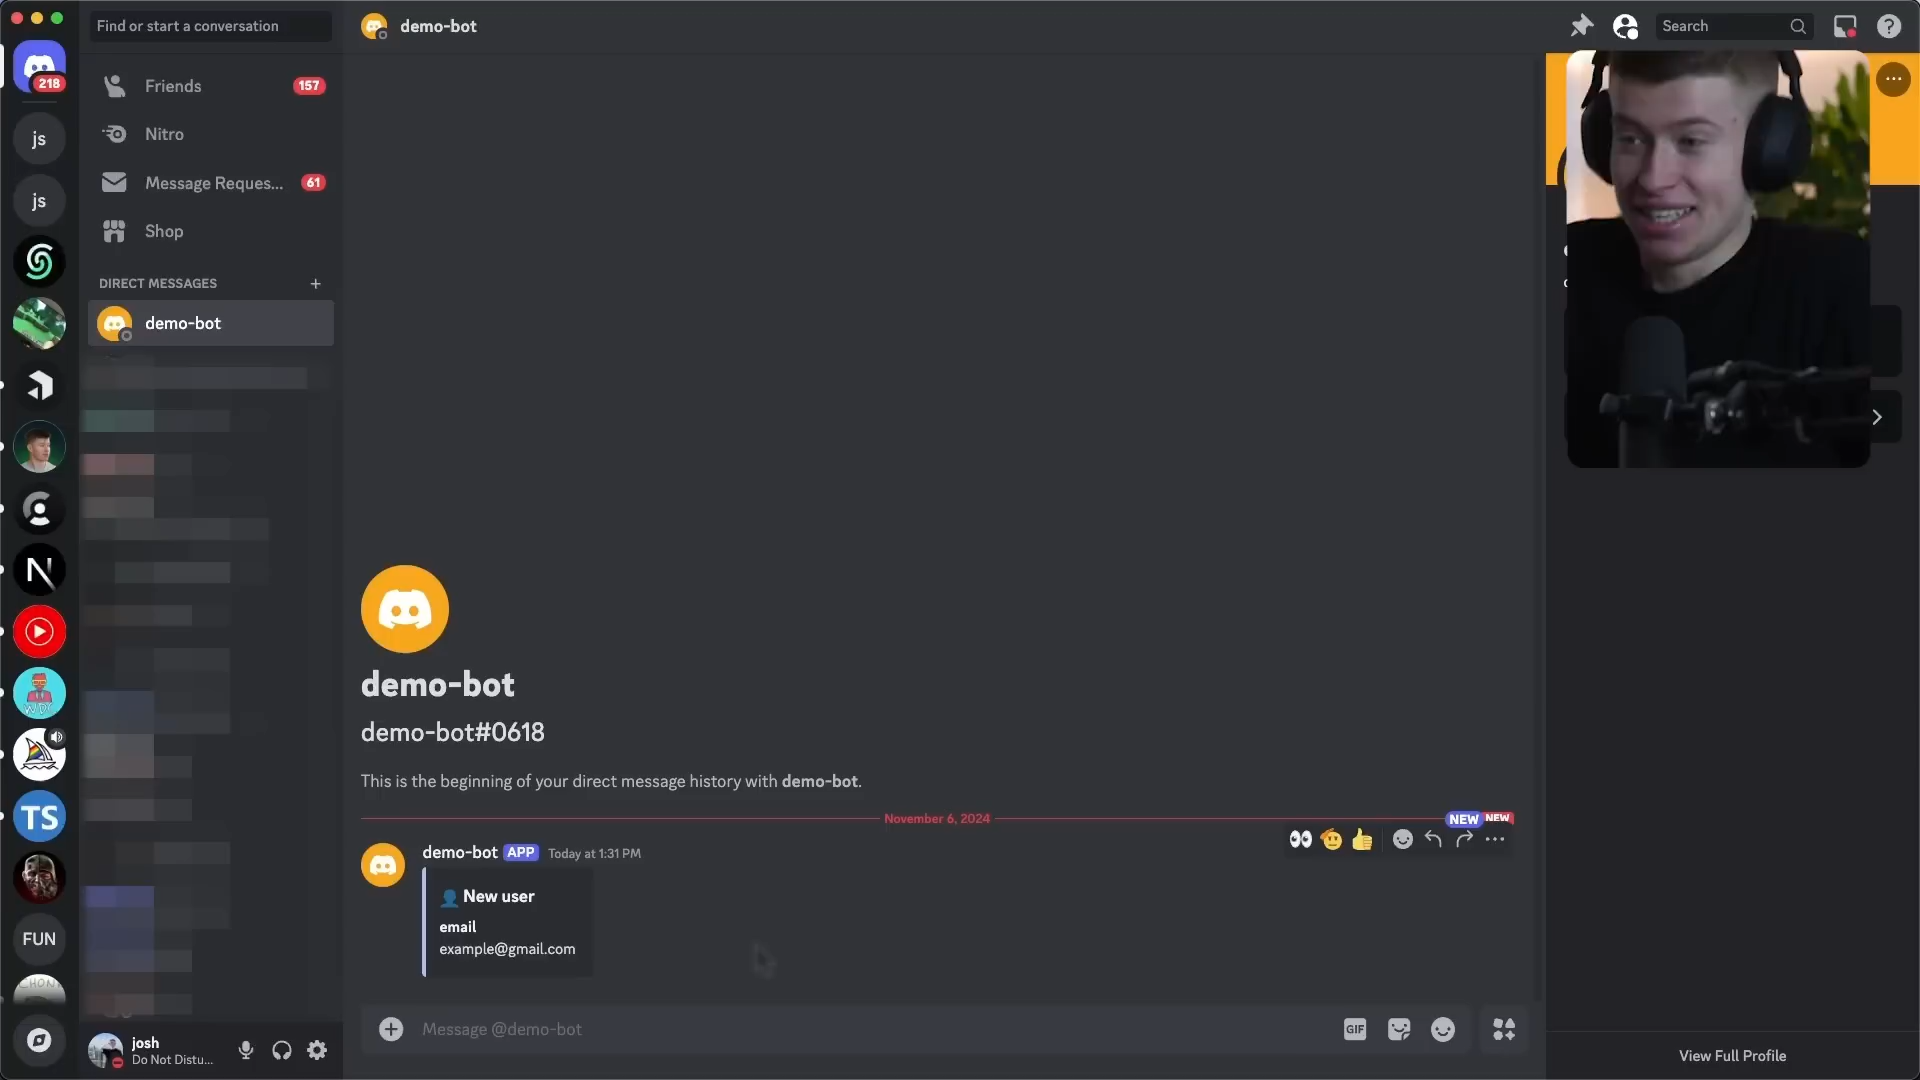 Find or start a conversation
218
Friends
157
Nitro
Message Reques...
61
Shop
DIRECT MESSAGES
+
demo-bot
js
js
TS
FUN
josh
Do Not Distu...
demo-bot
Search
demo-bot
demo-bot#0618
This is the beginning of your direct message history with demo-bot.
November 6, 2024
NEW
NEW
demo-bot APP Today at 1:31 PM
New user
email
example@gmail.com
Message @demo-bot
GIF
View Full Profile